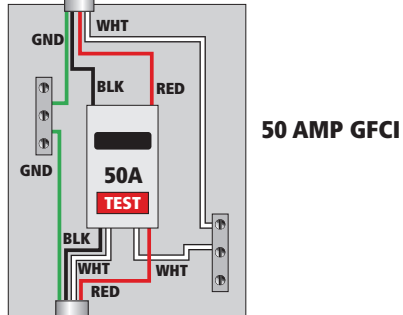 WHT
GND
BLK
RED
50 AMP GFCI
GND
50A
TEST
BLK
WHT
WHT
RED